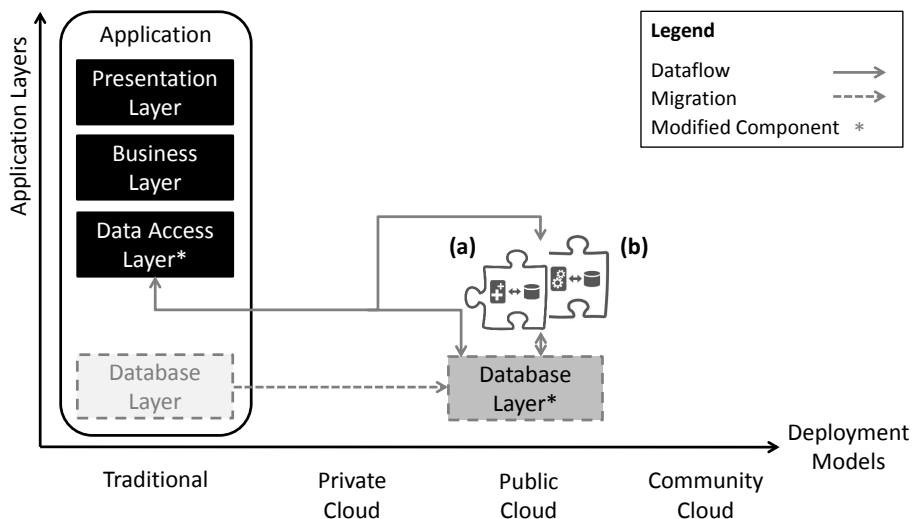 Application Layers
Application
Presentation
Layer
Business
Layer
Data Access
Layer*
Database
Layer
Legend
Dataflow
Migration
Modified Component *
(a)
(b)
Database
Layer*
Deployment
Models
Traditional
Private
Cloud
Public
Cloud
Community
Cloud